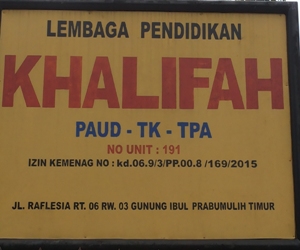 LEMBAGA PENDIDIKAN
KHALIFAH
PAUD - TK - TPA
NO UNIT : 191
IZIN KEMENAG NO : kd.06.9/3/PP.00.8 /169/2015
JL. RAFLESIA RT. 06 RW. 03 GUNUNG IBUL PRABUMULIH TIMUR